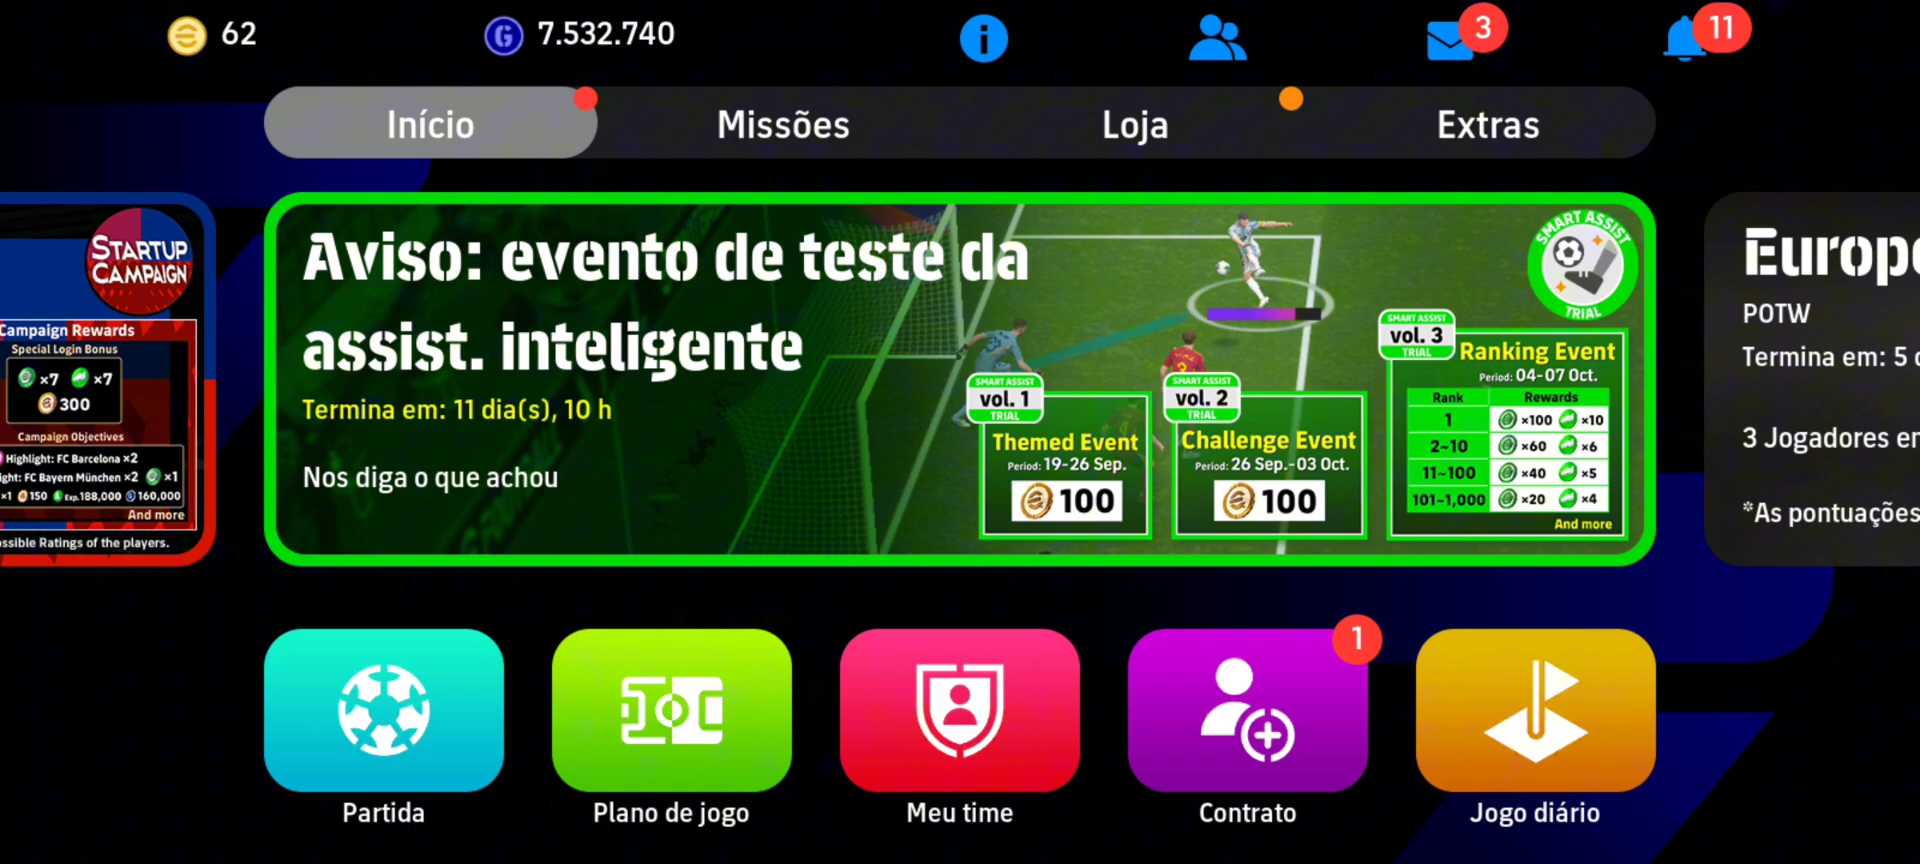 62
7.532.740
3
11
Início
Missões
Loja
Extras
STARTUP
CAMPAIGN
Campaign Rewards
Special Login Bonus
×7 ×7
300
Campaign Objectives
Highlight: FC Barcelona ×2
ght: FC Bayern München ×2 ×1
×1 150 Exp.188,000 160,000
And more
ssible Ratings of the players.
Aviso: evento de teste da
assist. inteligente
Termina em: 11 dia(s), 10 h
Nos diga o que achou
SMART ASSIST
TRIAL
SMART ASSIST
vol. 1
TRIAL
Themed Event
Period: 19-26 Sep.
100
SMART ASSIST
vol. 2
TRIAL
Challenge Event
Period: 26 Sep.-03 Oct.
100
SMART ASSIST
vol. 3
TRIAL
Ranking Event
Period: 04-07 Oct.
Rank Rewards
1 ×100 ×10
2~10 ×60 ×6
11~100 ×40 ×5
101~1,000 ×20 ×4
And more
Europe
POTW
Termina em: 5 d
3 Jogadores en
*As pontuações
Partida
Plano de jogo
Meu time
1
Contrato
Jogo diário